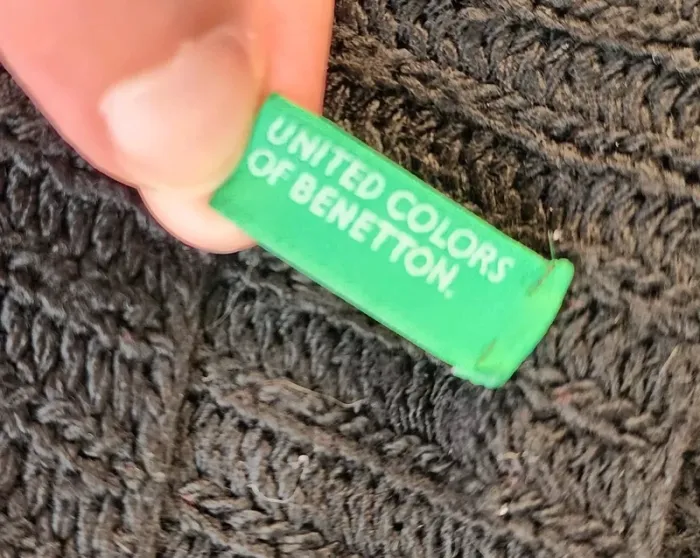 UNITED COLORS
OF BENETTON.